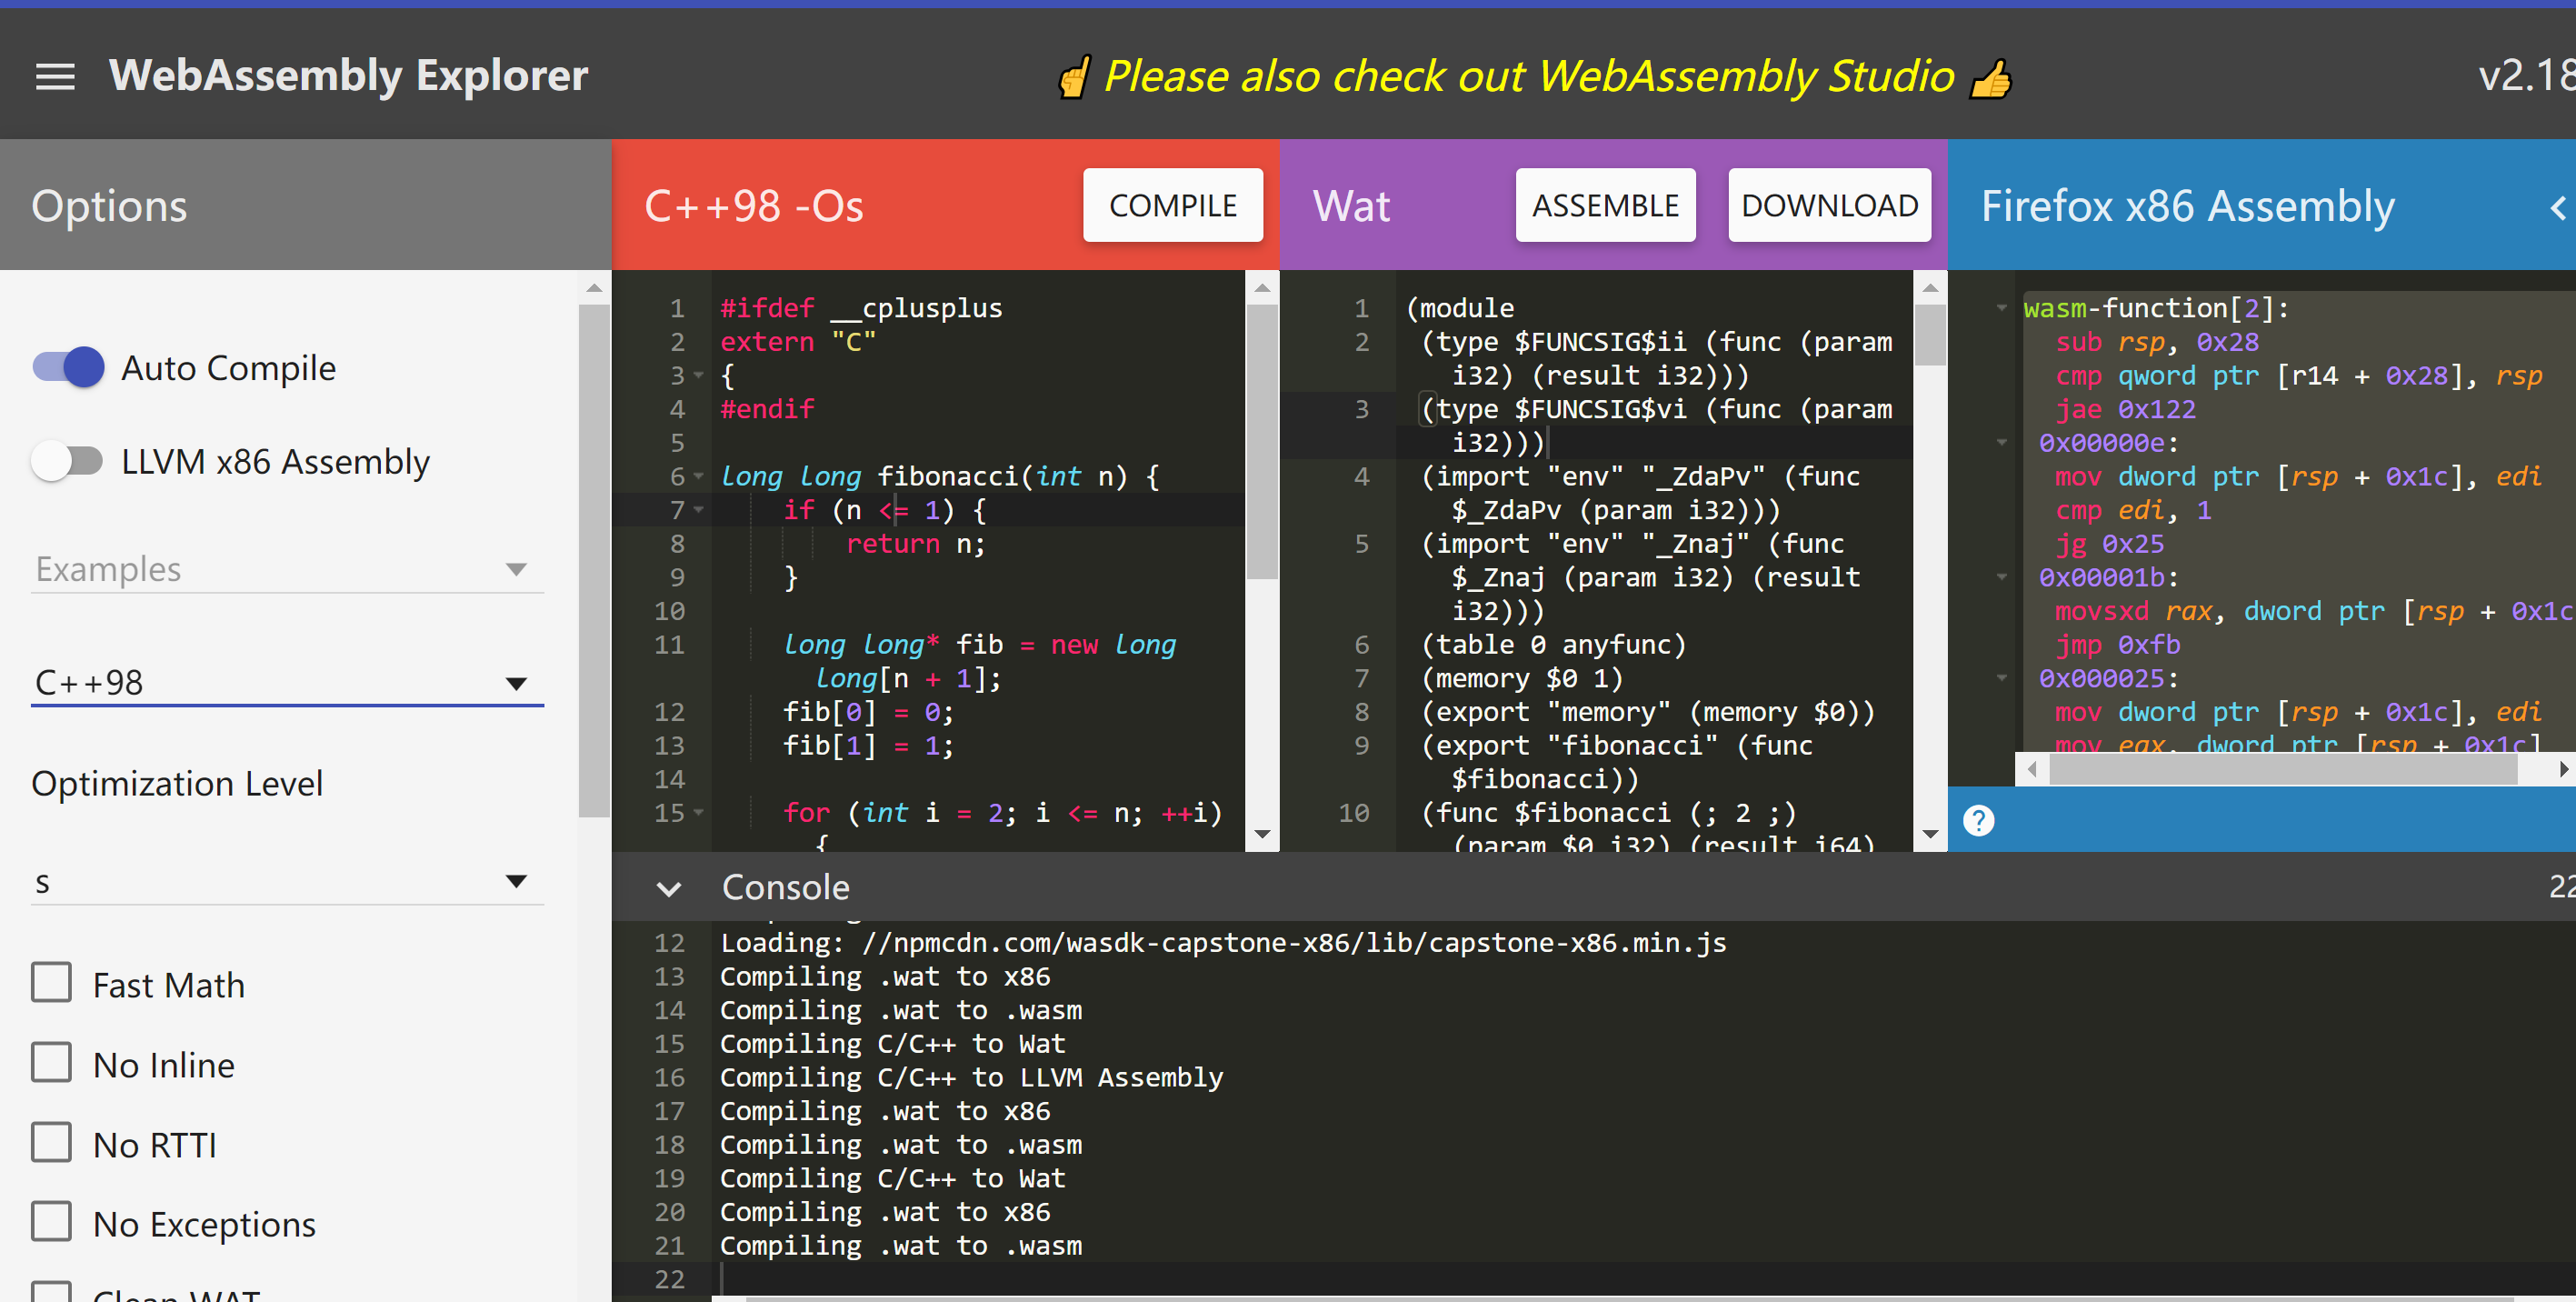 WebAssembly Explorer
☝ Please also check out WebAssembly Studio 👍
v2.18
Options
Auto Compile
LLVM x86 Assembly
Examples
C++98
Optimization Level
s
Fast Math
No Inline
No RTTI
No Exceptions
Clean WAT
C++98 -Os
COMPILE
1 #ifdef __cplusplus
2 extern "C"
3 {
4 #endif
5
6 long long fibonacci(int n) {
7 if (n <= 1) {
8 return n;
9 }
10
11 long long* fib = new long
long[n + 1];
12 fib[0] = 0;
13 fib[1] = 1;
14
15 for (int i = 2; i <= n; ++i)
{
Wat
ASSEMBLE
DOWNLOAD
1 (module
2 (type $FUNCSIG$ii (func (param
i32) (result i32)))
3 (type $FUNCSIG$vi (func (param
i32)))
4 (import "env" "_ZdaPv" (func
$_ZdaPv (param i32)))
5 (import "env" "_Znaj" (func
$_Znaj (param i32) (result
i32)))
6 (table 0 anyfunc)
7 (memory $0 1)
8 (export "memory" (memory $0))
9 (export "fibonacci" (func
$fibonacci))
10 (func $fibonacci (; 2 ;)
(param $0 i32) (result i64)
Firefox x86 Assembly
wasm-function[2]:
sub rsp, 0x28
cmp qword ptr [r14 + 0x28], rsp
jae 0x122
0x00000e:
mov dword ptr [rsp + 0x1c], edi
cmp edi, 1
jg 0x25
0x00001b:
movsxd rax, dword ptr [rsp + 0x1c
jmp 0xfb
0x000025:
mov dword ptr [rsp + 0x1c], edi
mov eax, dword ptr [rsp + 0x1c]
?
Console
22
12 Loading: //npmcdn.com/wasdk-capstone-x86/lib/capstone-x86.min.js
13 Compiling .wat to x86
14 Compiling .wat to .wasm
15 Compiling C/C++ to Wat
16 Compiling C/C++ to LLVM Assembly
17 Compiling .wat to x86
18 Compiling .wat to .wasm
19 Compiling C/C++ to Wat
20 Compiling .wat to x86
21 Compiling .wat to .wasm
22